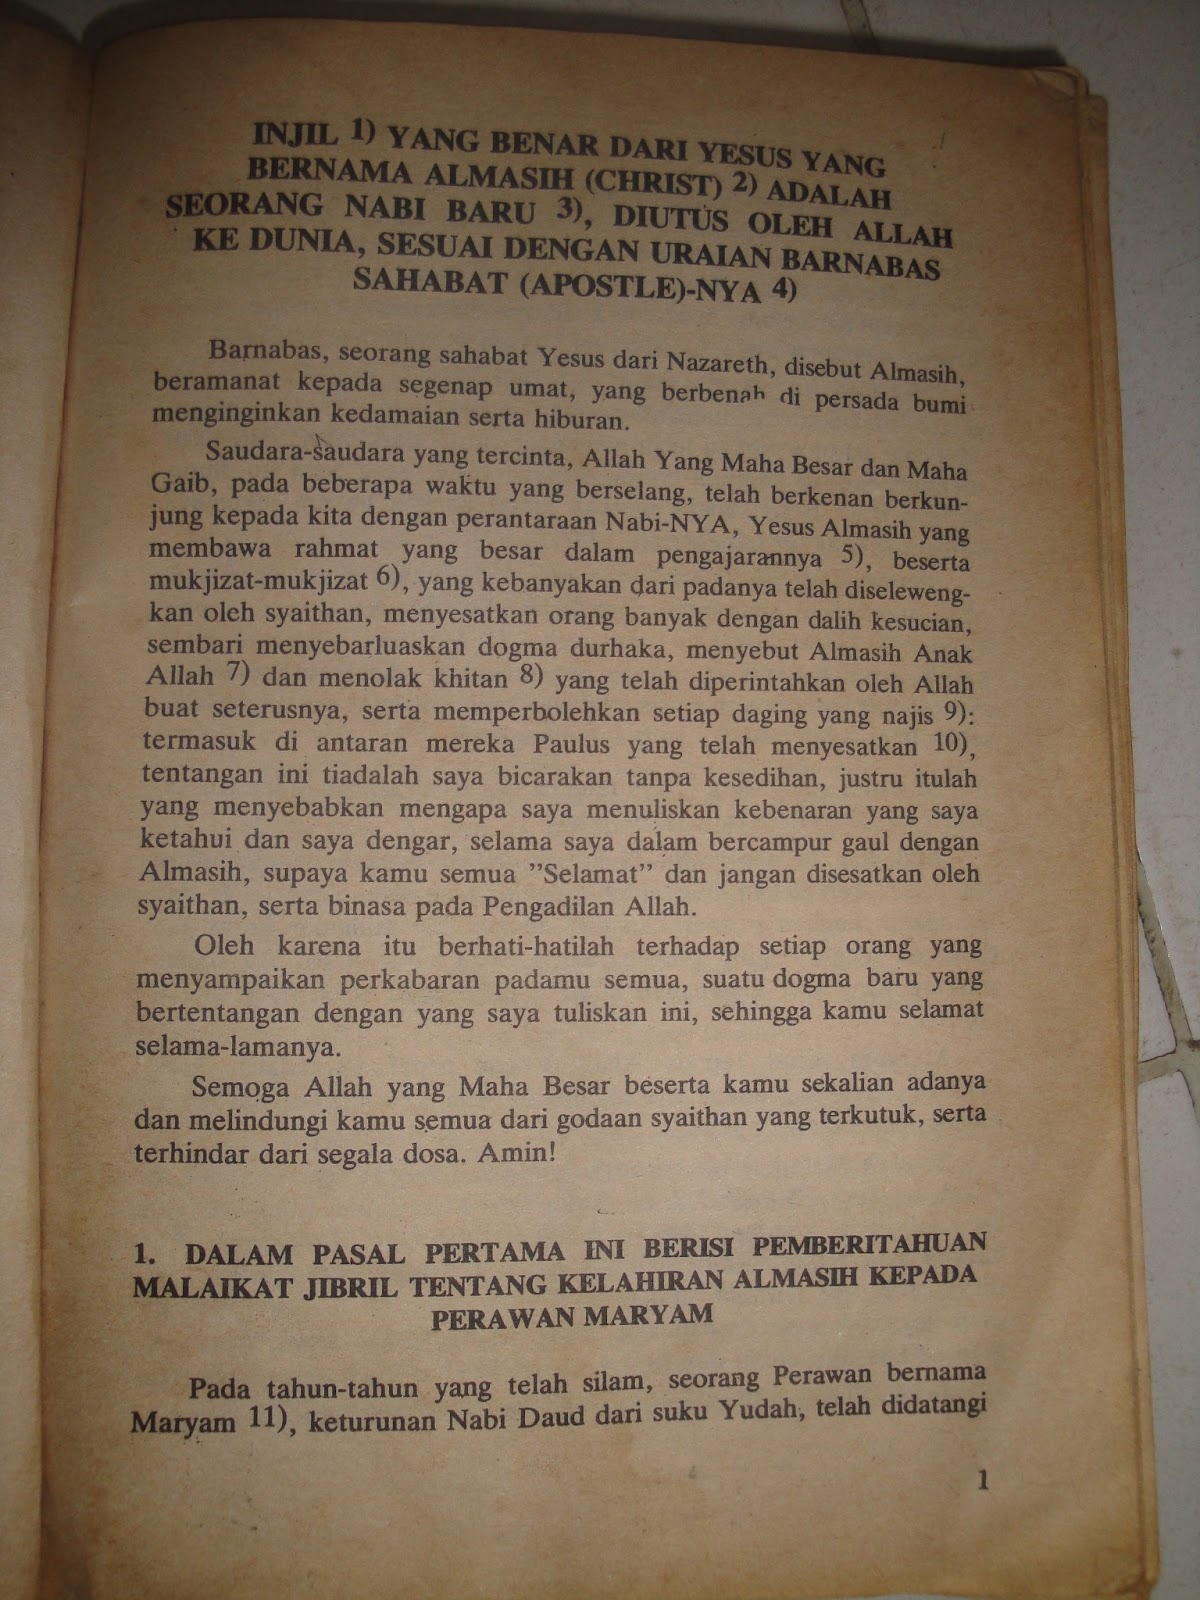 INJIL 1) YANG BENAR DARI YESUS YANG
BERNAMA ALMASIH (CHRIST) 2) ADALAH
SEORANG NABI BARU 3), DIUTUS OLEH ALLAH
KE DUNIA, SESUAI DENGAN URAIAN BARNABAS
SAHABAT (APOSTLE)-NYA 4)
Barnabas, seorang sahabat Yesus dari Nazareth, disebut Almasih,
beramanat kepada segenap umat, yang berbenah di persada bumi
menginginkan kedamaian serta hiburan.
Saudara-saudara yang tercinta, Allah Yang Maha Besar dan Maha
Gaib, pada beberapa waktu yang berselang, telah berkenan berkun-
jung kepada kita dengan perantaraan Nabi-NYA, Yesus Almasih yang
membawa rahmat yang besar dalam pengajarannya 5), beserta
mukjizat-mukjizat 6), yang kebanyakan dari padanya telah diseleweng-
kan oleh syaithan, menyesatkan orang banyak dengan dalih kesucian,
sembari menyebarluaskan dogma durhaka, menyebut Almasih Anak
Allah 7) dan menolak khitan 8) yang telah diperintahkan oleh Allah
buat seterusnya, serta memperbolehkan setiap daging yang najis 9):
termasuk di antaran mereka Paulus yang telah menyesatkan 10),
tentangan ini tiadalah saya bicarakan tanpa kesedihan, justru itulah
yang menyebabkan mengapa saya menuliskan kebenaran yang saya
ketahui dan saya dengar, selama saya dalam bercampur gaul dengan
Almasih, supaya kamu semua ”Selamat” dan jangan disesatkan oleh
syaithan, serta binasa pada Pengadilan Allah.
Oleh karena itu berhati-hatilah terhadap setiap orang yang
menyampaikan perkabaran padamu semua, suatu dogma baru yang
bertentangan dengan yang saya tuliskan ini, sehingga kamu selamat
selama-lamanya.
Semoga Allah yang Maha Besar beserta kamu sekalian adanya
dan melindungi kamu semua dari godaan syaithan yang terkutuk, serta
terhindar dari segala dosa. Amin!
1. DALAM PASAL PERTAMA INI BERISI PEMBERITAHUAN
MALAIKAT JIBRIL TENTANG KELAHIRAN ALMASIH KEPADA
PERAWAN MARYAM
Pada tahun-tahun yang telah silam, seorang Perawan bernama
Maryam 11), keturunan Nabi Daud dari suku Yudah, telah didatangi
1